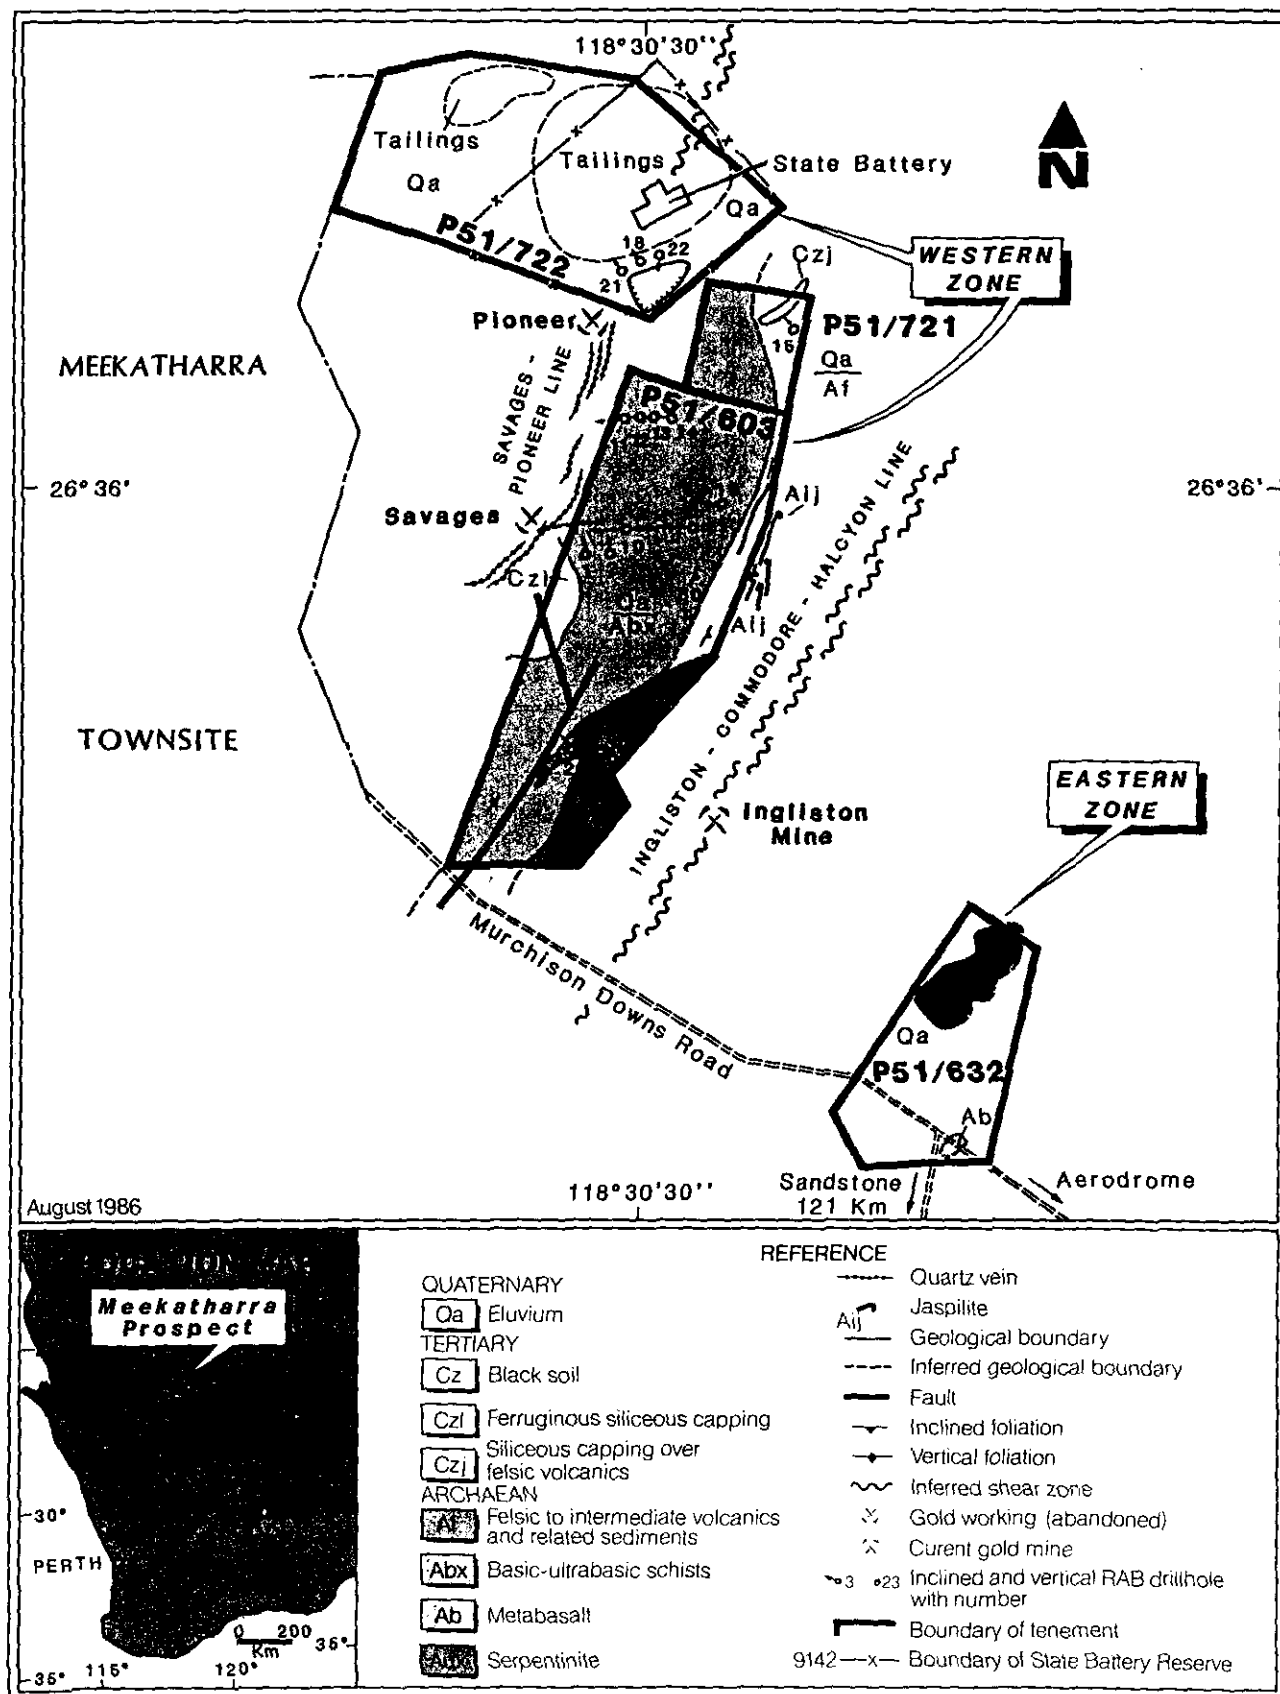 118°30'30''
Tailings
Tailings
State Battery
Qa
Qa
N
P51/722
18
22
21
Czj
WESTERN
ZONE
Pioneer
P51/721
16
Qa
Af
MEEKATHARRA
SAVAGES -
PIONEER LINE
P51/603
26°36'
26°36'
Savages
Aij
Czl
Qa
Abx
Aij
INGLISTON - COMMODORE - HALCYON LINE
TOWNSITE
EASTERN
ZONE
Ingliston
Mine
Murchison Downs Road
Qa
P51/632
Ab
118°30'30''
Sandstone
121 Km
Aerodrome
August 1986
Meekatharra
Prospect
30°
PERTH
0 200
Km
35°
35°
115°
120°
REFERENCE
QUATERNARY
Qa Eluvium
TERTIARY
Cz Black soil
Czl Ferruginous siliceous capping
Czj Siliceous capping over
felsic volcanics
ARCHAEAN
Af Felsic to intermediate volcanics
and related sediments
Abx Basic-ultrabasic schists
Ab Metabasalt
Serpentinite
Quartz vein
Aij Jaspilite
Geological boundary
Inferred geological boundary
Fault
Inclined foliation
Vertical foliation
Inferred shear zone
Gold working (abandoned)
Curent gold mine
3 23 Inclined and vertical RAB drillhole
with number
Boundary of tenement
9142—x— Boundary of State Battery Reserve